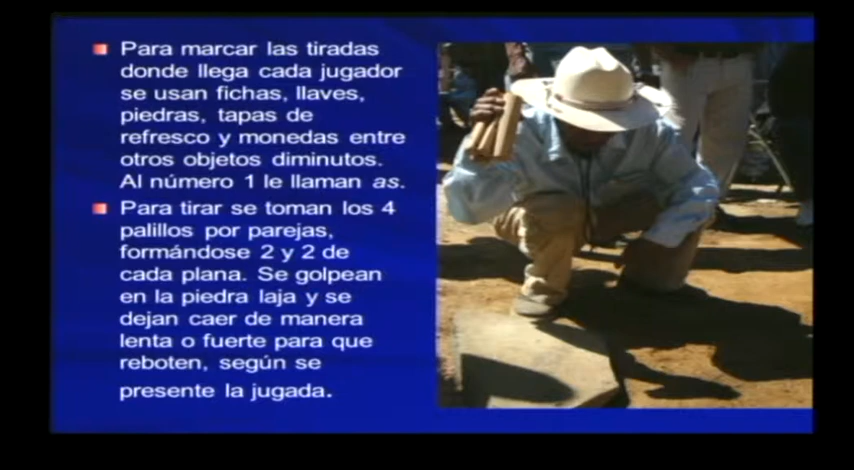 Para marcar las tiradas
donde llega cada jugador
se usan fichas, llaves,
piedras, tapas de
refresco y monedas entre
otros objetos diminutos.
Al número 1 le llaman as.
Para tirar se toman los 4
palillos por parejas,
formándose 2 y 2 de
cada plana. Se golpean
en la piedra laja y se
dejan caer de manera
lenta o fuerte para que
reboten, según se
presente la jugada.